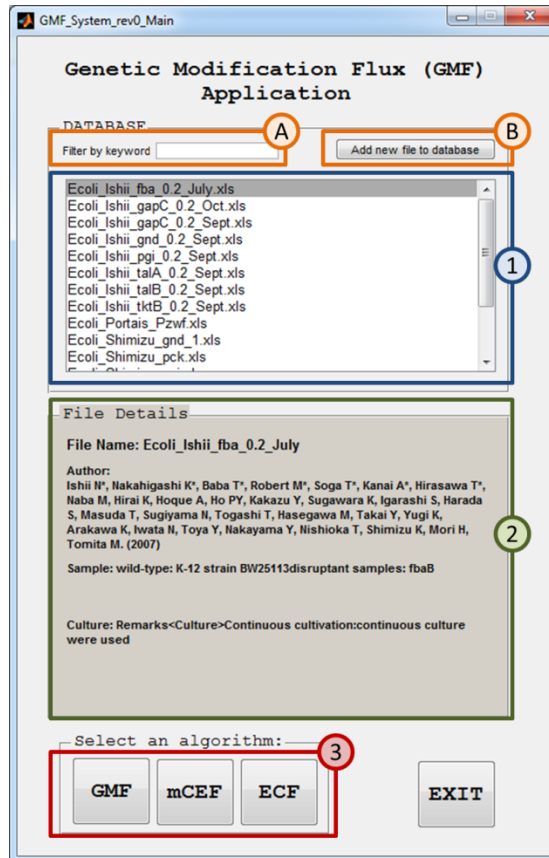 GMF_System_rev0_Main
Genetic Modification Flux (GMF)
Application
DATABASE
A
B
Filter by keyword
Add new file to database
Ecoli_Ishii_fba_0.2_July.xls
Ecoli_Ishii_gapC_0.2_Oct.xls
Ecoli_Ishii_gapC_0.2_Sept.xls
Ecoli_Ishii_gnd_0.2_Sept.xls
Ecoli_Ishii_pgi_0.2_Sept.xls
Ecoli_Ishii_talA_0.2_Sept.xls
Ecoli_Ishii_talB_0.2_Sept.xls
Ecoli_Ishii_tktB_0.2_Sept.xls
Ecoli_Portais_Pzwf.xls
Ecoli_Shimizu_gnd_1.xls
Ecoli_Shimizu_pck.xls
1
File Details
File Name: Ecoli_Ishii_fba_0.2_July
Author:
Ishii N*, Nakahigashi K*, Baba T*, Robert M*, Soga T*, Kanai A*, Hirasawa T*,
Naba M, Hirai K, Hoque A, Ho PY, Kakazu Y, Sugawara K, Igarashi S, Harada
S, Masuda T, Sugiyama N, Togashi T, Hasegawa M, Takai Y, Yugi K,
Arakawa K, Iwata N, Toya Y, Nakayama Y, Nishioka T, Shimizu K, Mori H,
Tomita M. (2007)
2
Sample: wild-type: K-12 strain BW25113disruptant samples: fbaB
Culture: Remarks<Culture>Continuous cultivation:continuous culture
were used
Select an algorithm:
3
GMF
mCEF
ECF
EXIT